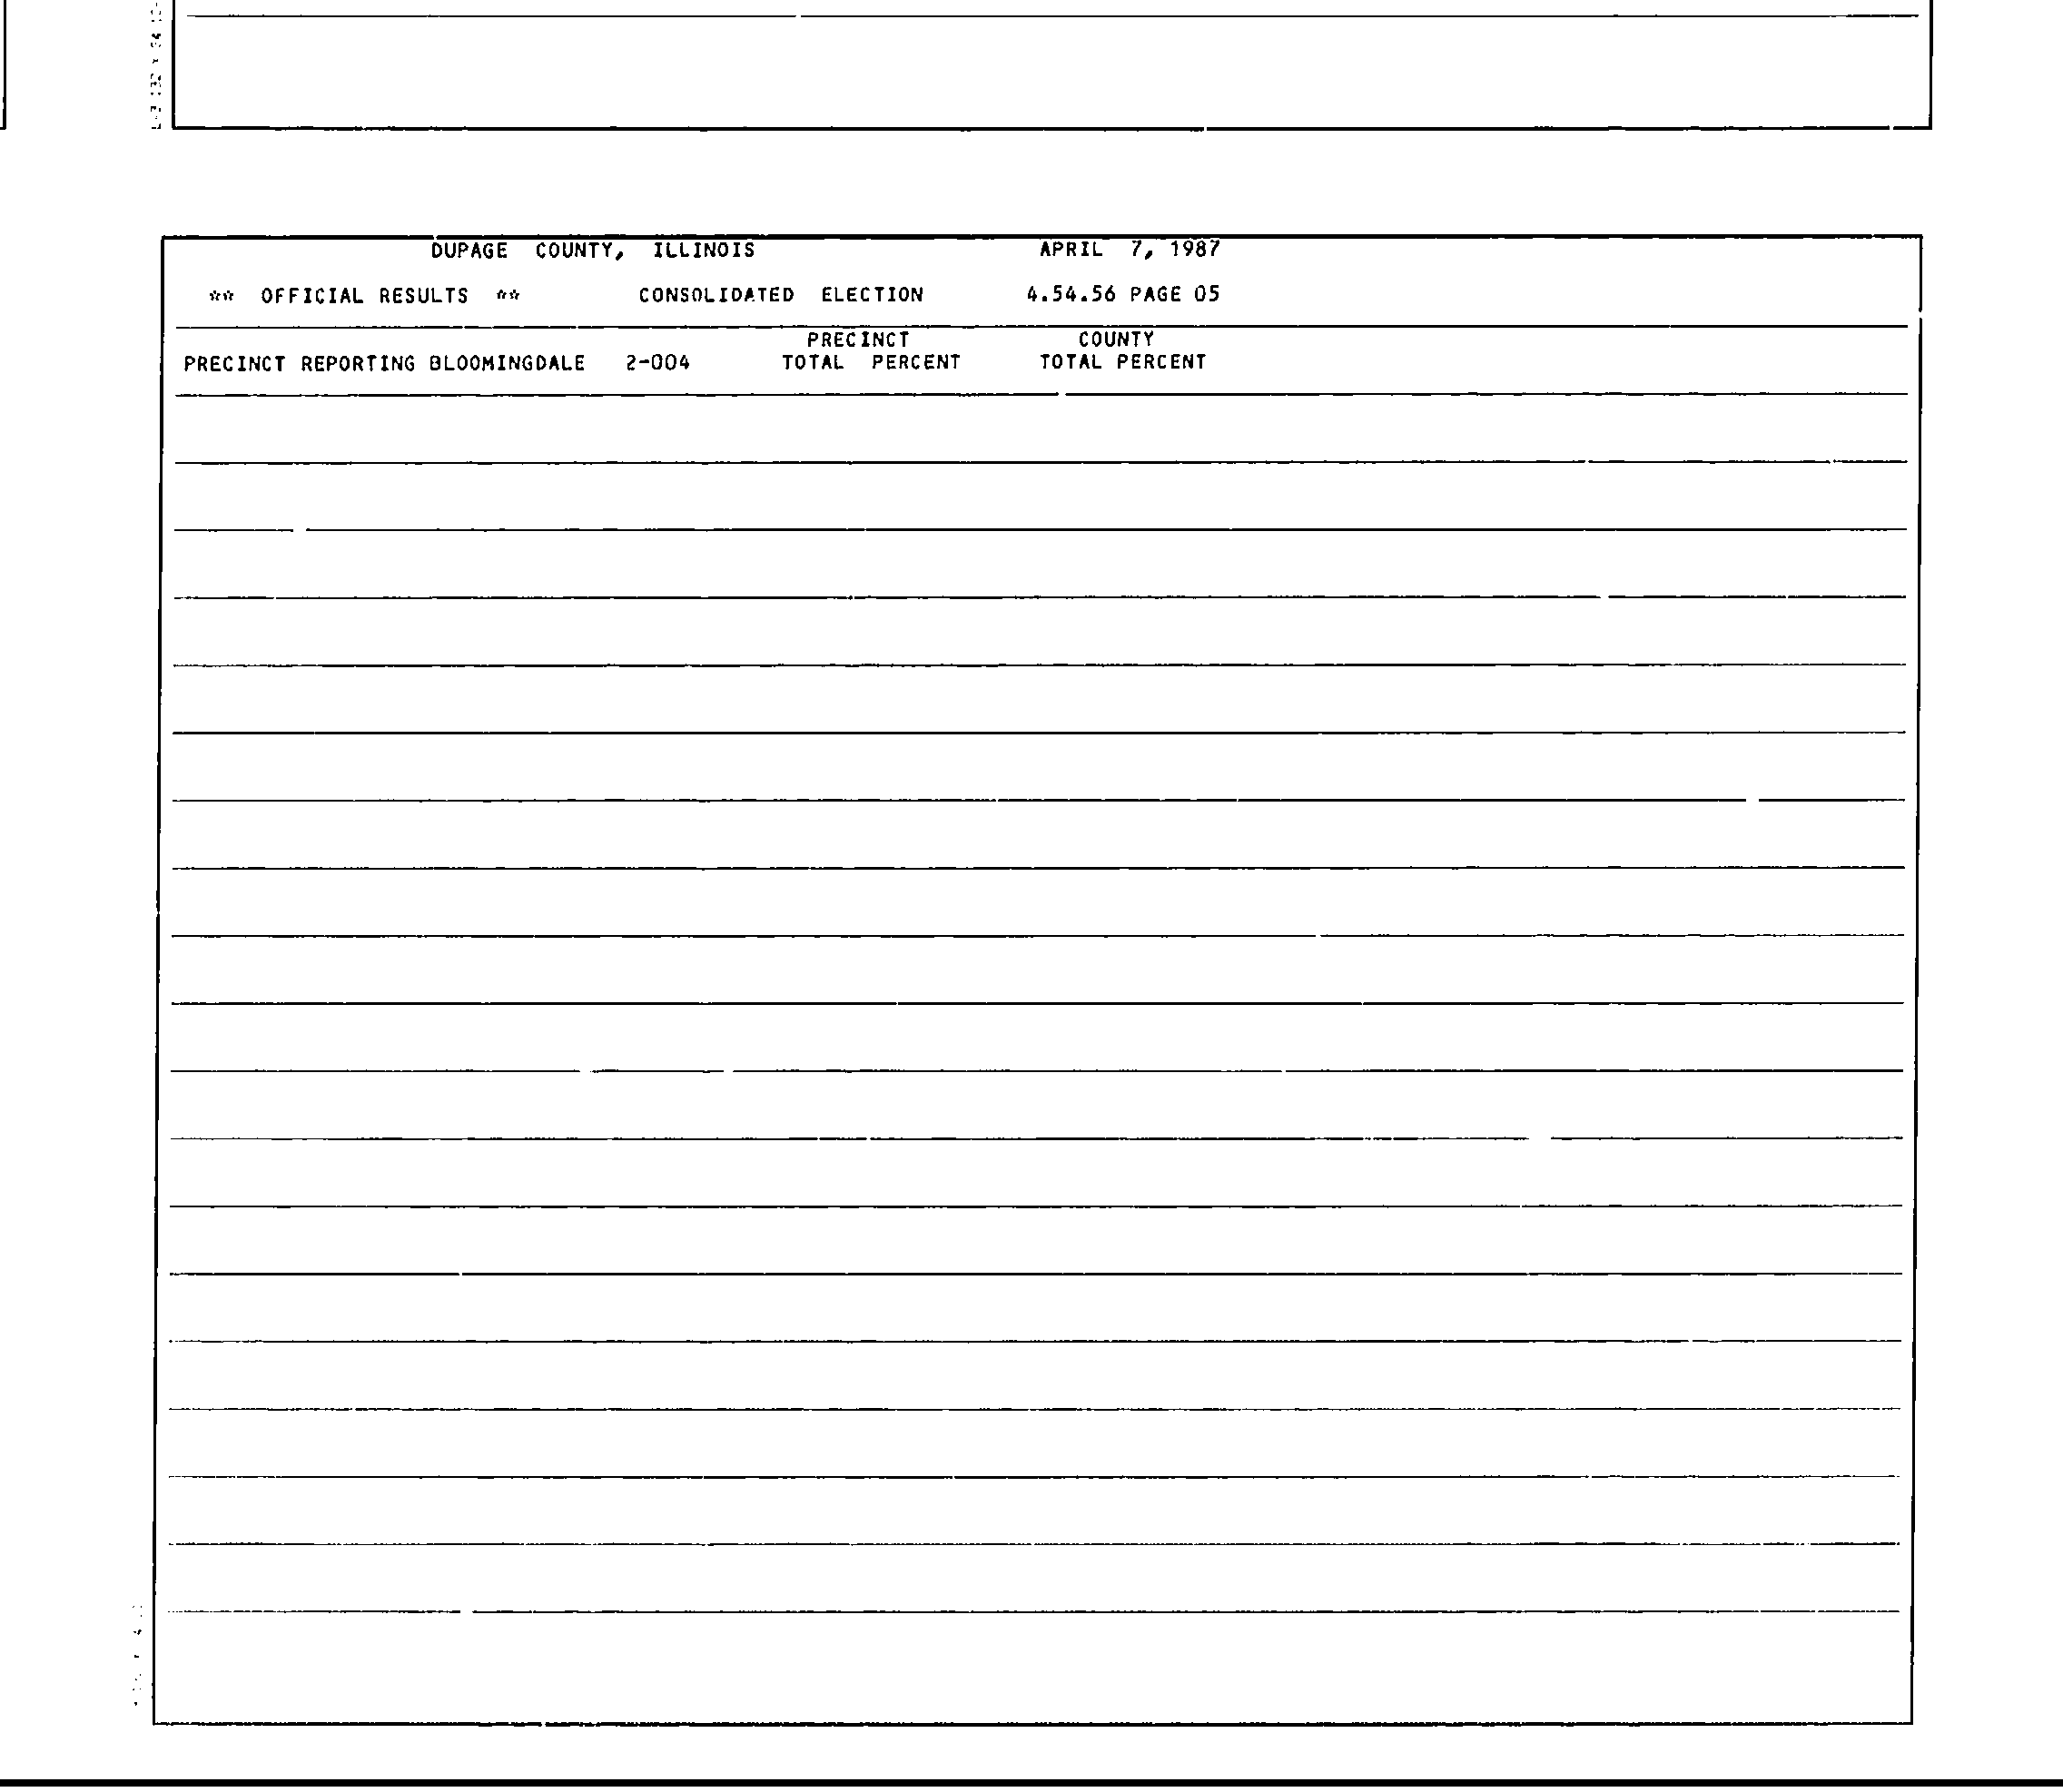 DUPAGE COUNTY, ILLINOIS APRIL 7, 1987
** OFFICIAL RESULTS ** CONSOLIDATED ELECTION 4.54.56 PAGE 05
PRECINCT COUNTY
PRECINCT REPORTING BLOOMINGDALE 2-004 TOTAL PERCENT TOTAL PERCENT